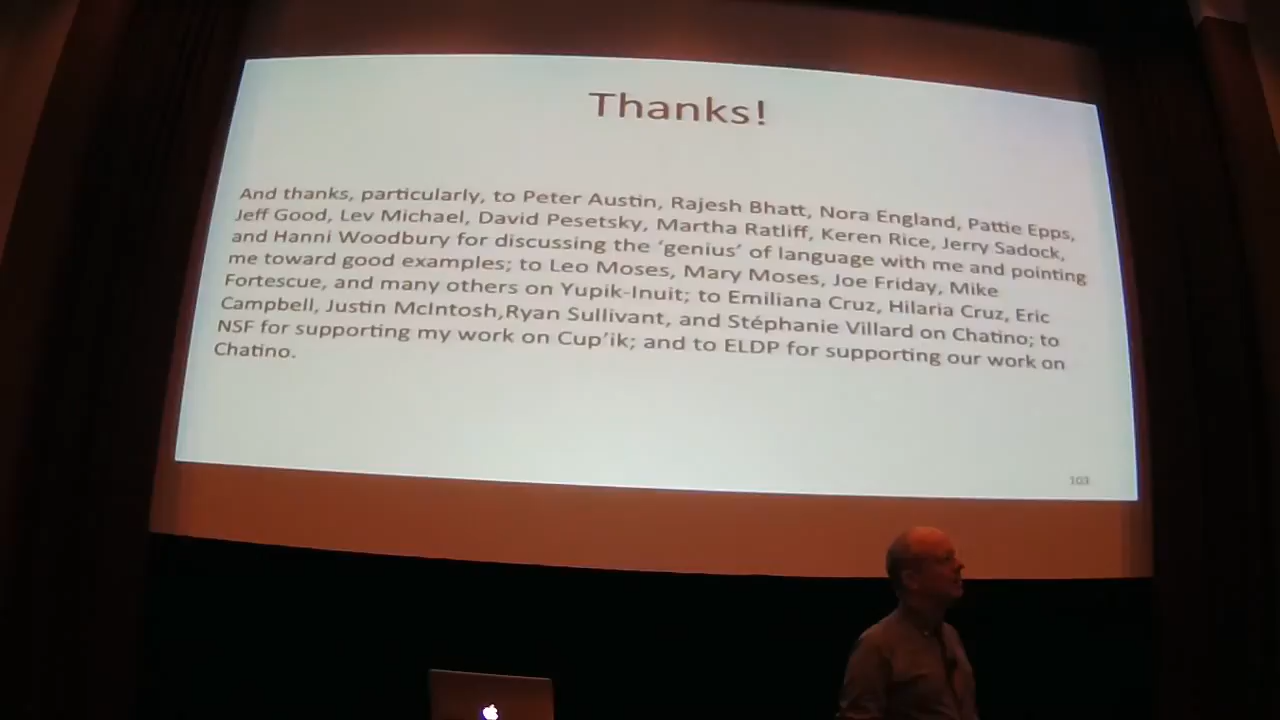 Thanks!
And thanks, particularly, to Peter Austin, Rajesh Bhatt, Nora England, Pattie Epps,
Jeff Good, Lev Michael, David Pesetsky, Martha Ratliff, Keren Rice, Jerry Sadock,
and Hanni Woodbury for discussing the ‘genius’ of language with me and pointing
me toward good examples; to Leo Moses, Mary Moses, Joe Friday, Mike
Fortescue, and many others on Yupik-Inuit; to Emiliana Cruz, Hilaria Cruz, Eric
Campbell, Justin McIntosh,Ryan Sullivant, and Stéphanie Villard on Chatino; to
NSF for supporting my work on Cup’ik; and to ELDP for supporting our work on
Chatino.
103